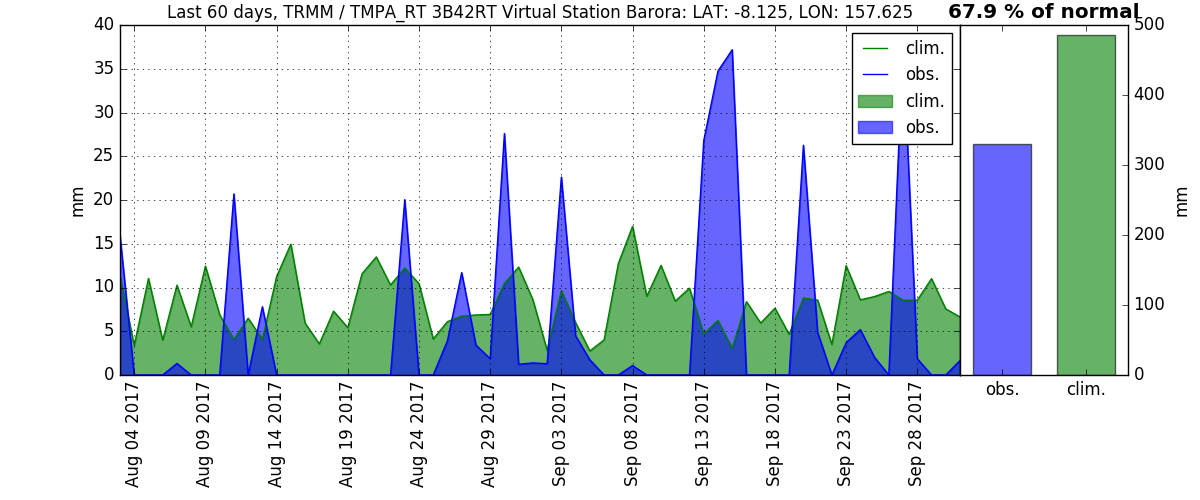 Last 60 days, TRMM / TMPA_RT 3B42RT Virtual Station Barora: LAT: -8.125, LON: 157.625
67.9 % of normal
40
35
30
25
20
15
10
5
0
mm
clim.
obs.
clim.
obs.
500
400
300
200
100
0
mm
obs.
clim.
Aug 04 2017
Aug 09 2017
Aug 14 2017
Aug 19 2017
Aug 24 2017
Aug 29 2017
Sep 03 2017
Sep 08 2017
Sep 13 2017
Sep 18 2017
Sep 23 2017
Sep 28 2017